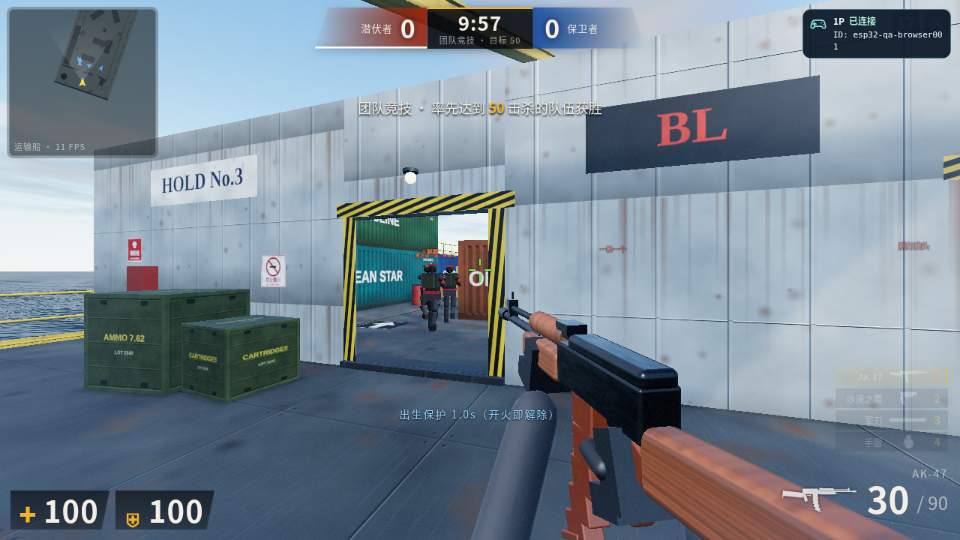 潜伏者 0
9:57
团队竞技 · 目标 50
0 保卫者
1P 已连接
ID: esp32-qa-browser00
1
运输船 · 11 FPS
团队竞技 · 率先达到 50 击杀的队伍获胜
BL
HOLD No.3
EAN STAR
AMMO 7.62
CARTRIDGES
CARTRIDGES
出生保护 1.0s（开火即解除）
AK-47
2
3
手雷 4
AK-47
100
100
30 / 90